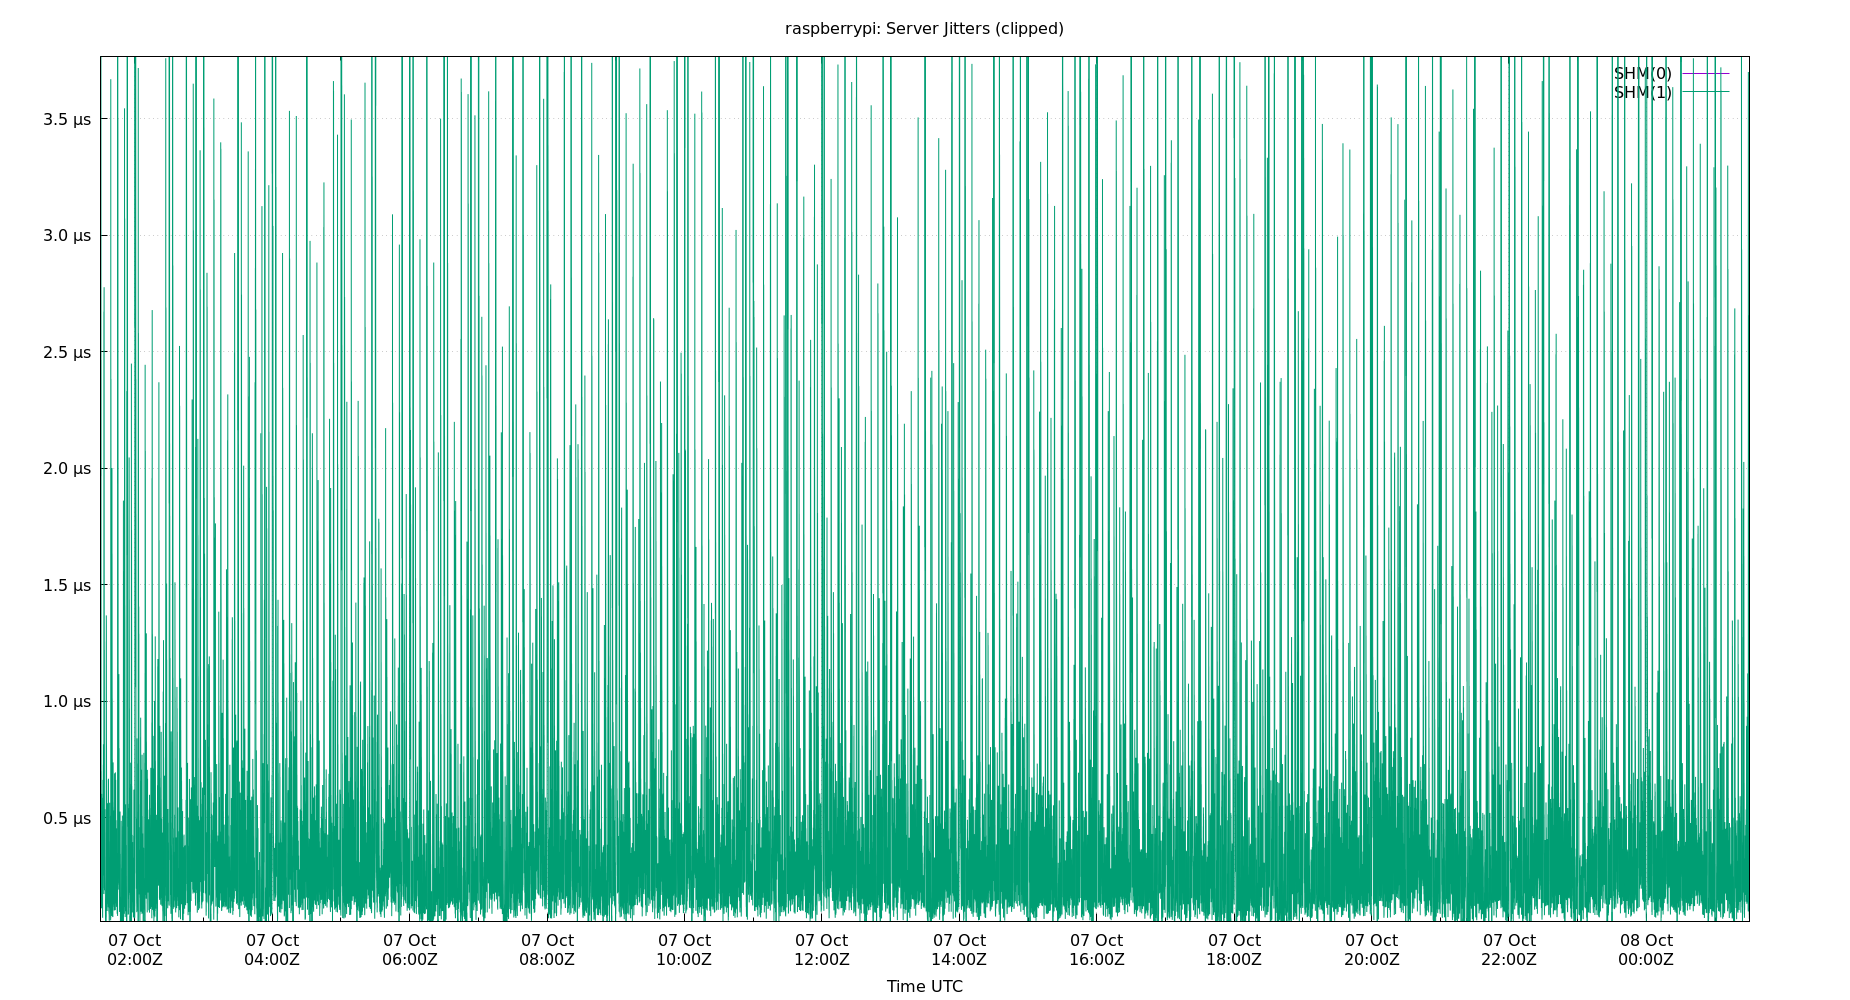 raspberrypi: Server Jitters (clipped)
SHM(0)
SHM(1)
3.5 µs
3.0 µs
2.5 µs
2.0 µs
1.5 µs
1.0 µs
0.5 µs
07 Oct 07 Oct 07 Oct 07 Oct 07 Oct 07 Oct 07 Oct 07 Oct 07 Oct 07 Oct 07 Oct 08 Oct
02:00Z 04:00Z 06:00Z 08:00Z 10:00Z 12:00Z 14:00Z 16:00Z 18:00Z 20:00Z 22:00Z 00:00Z
Time UTC